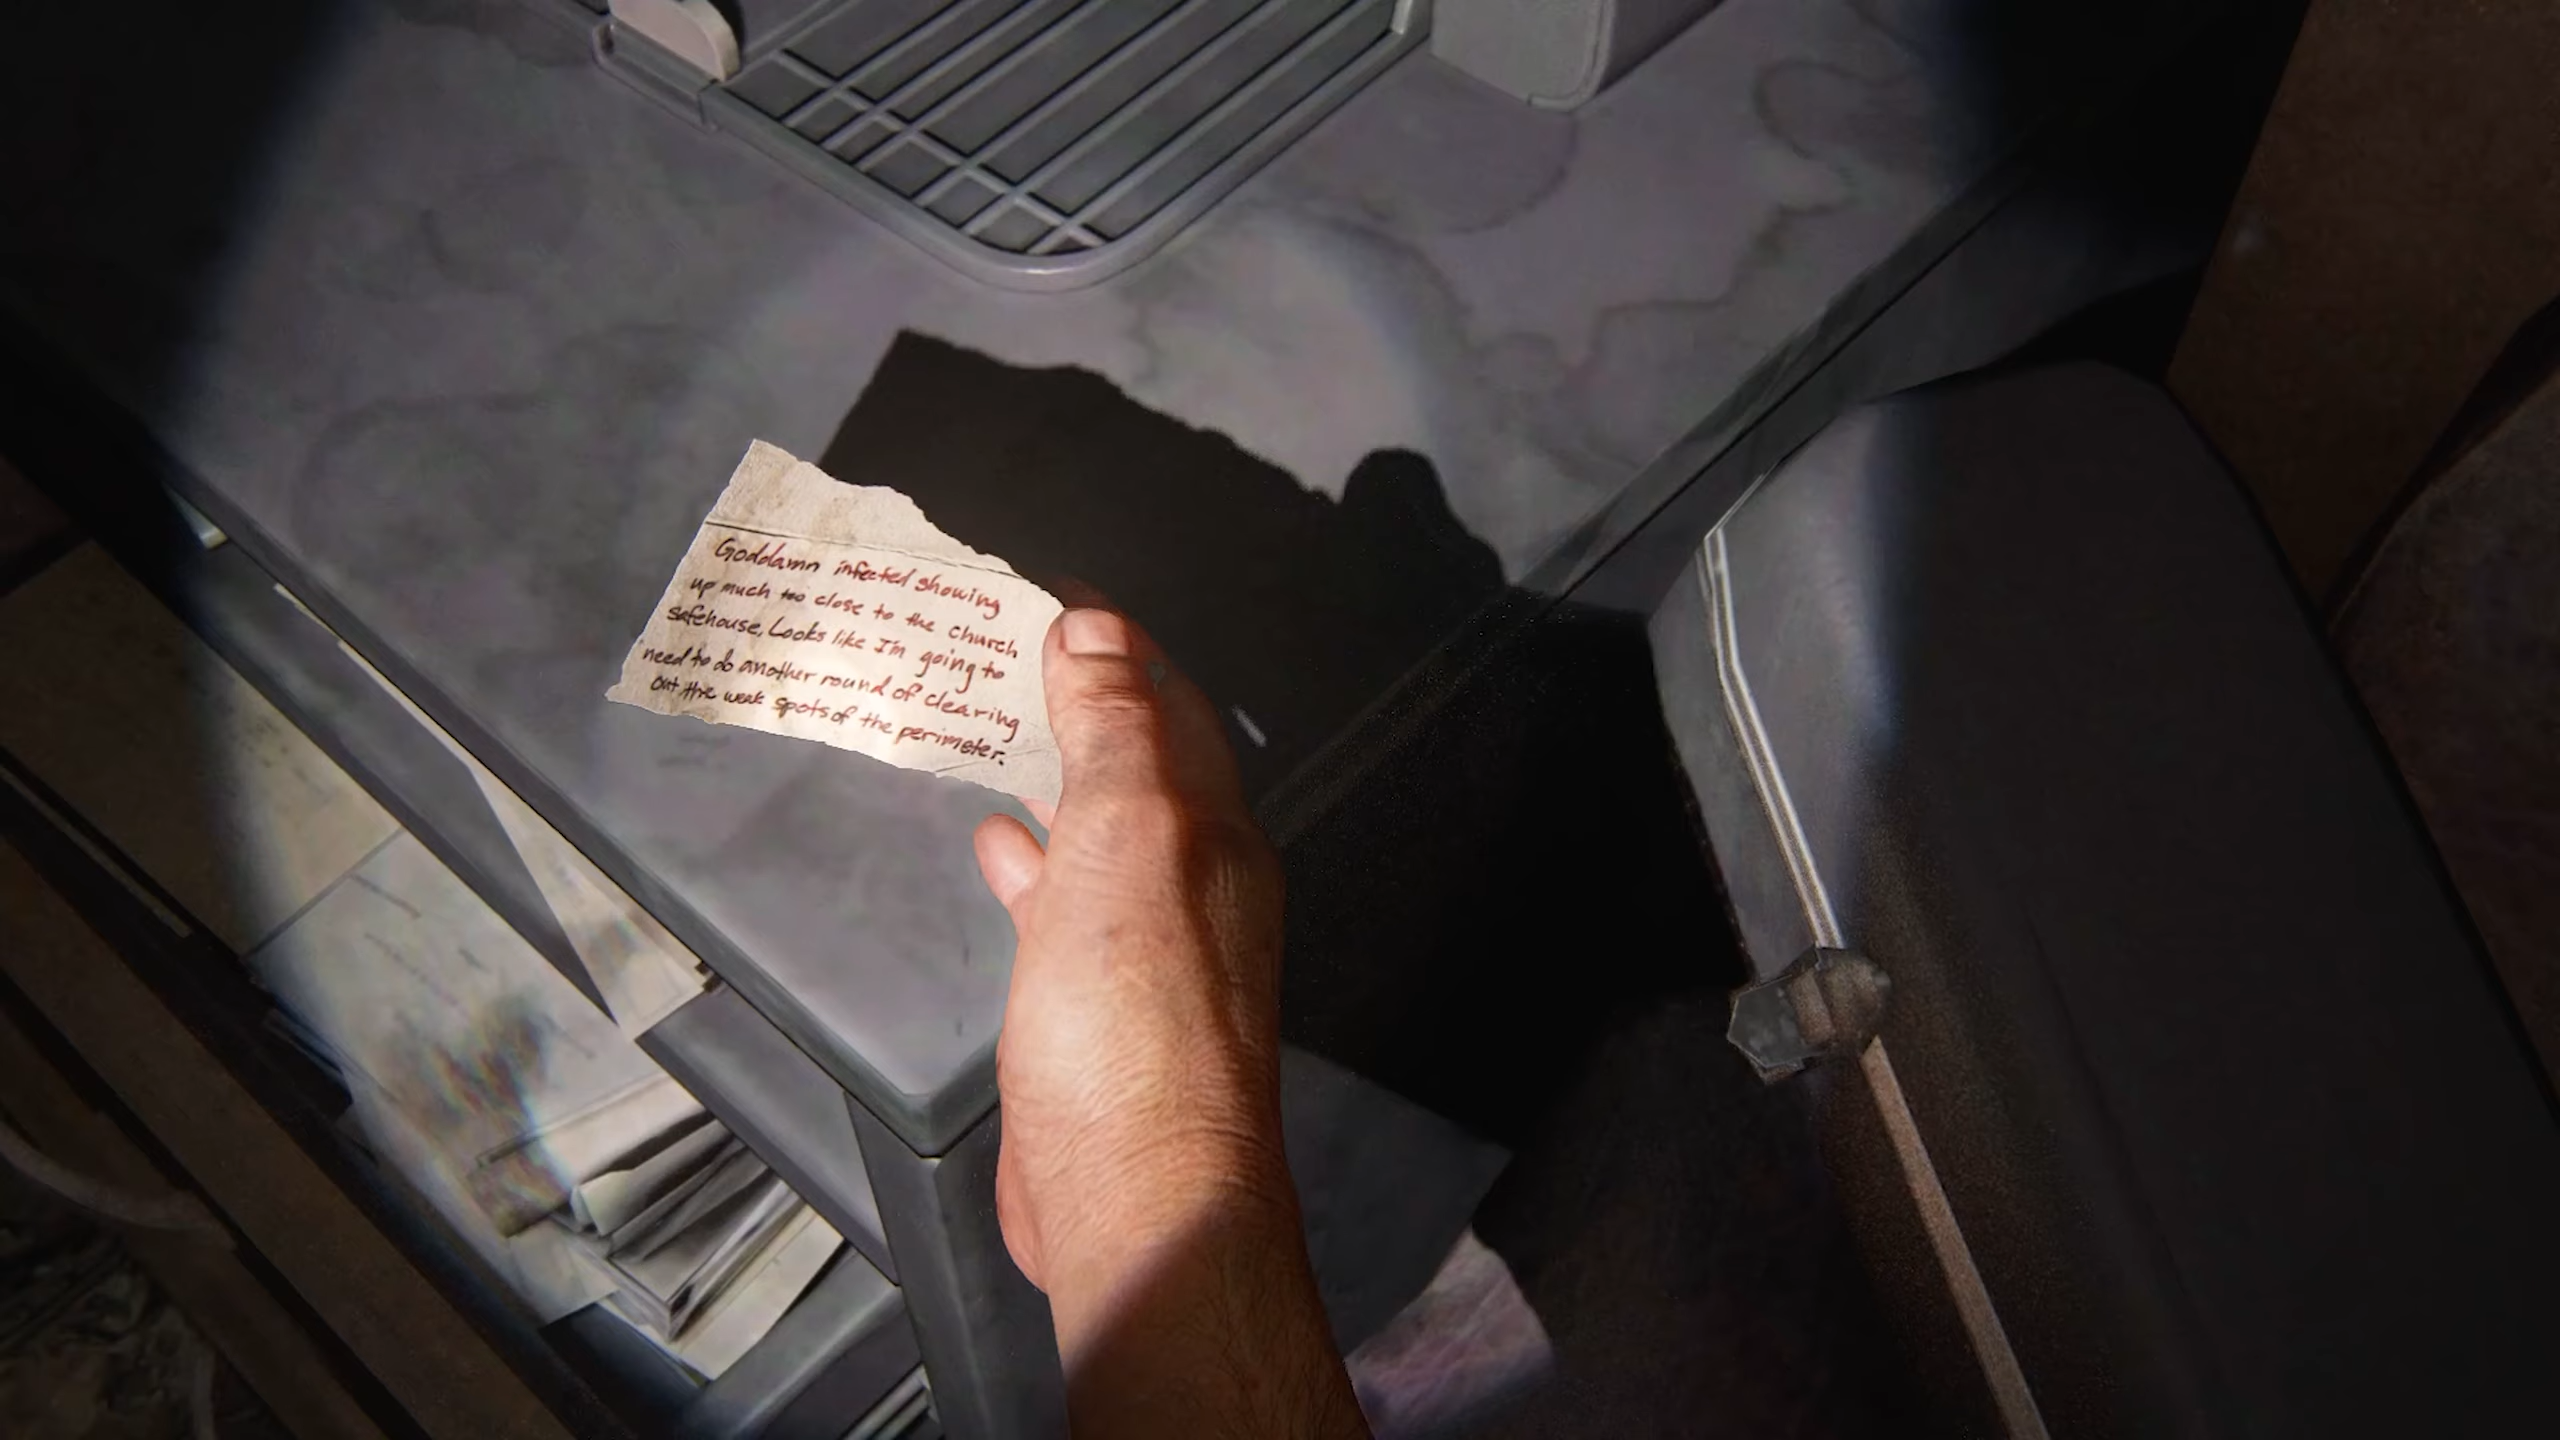 Goddamn infected showing
up much too close to the church
safehouse, Looks like I'm going to
need to do another round of clearing
out the weak spots of the perimeter.